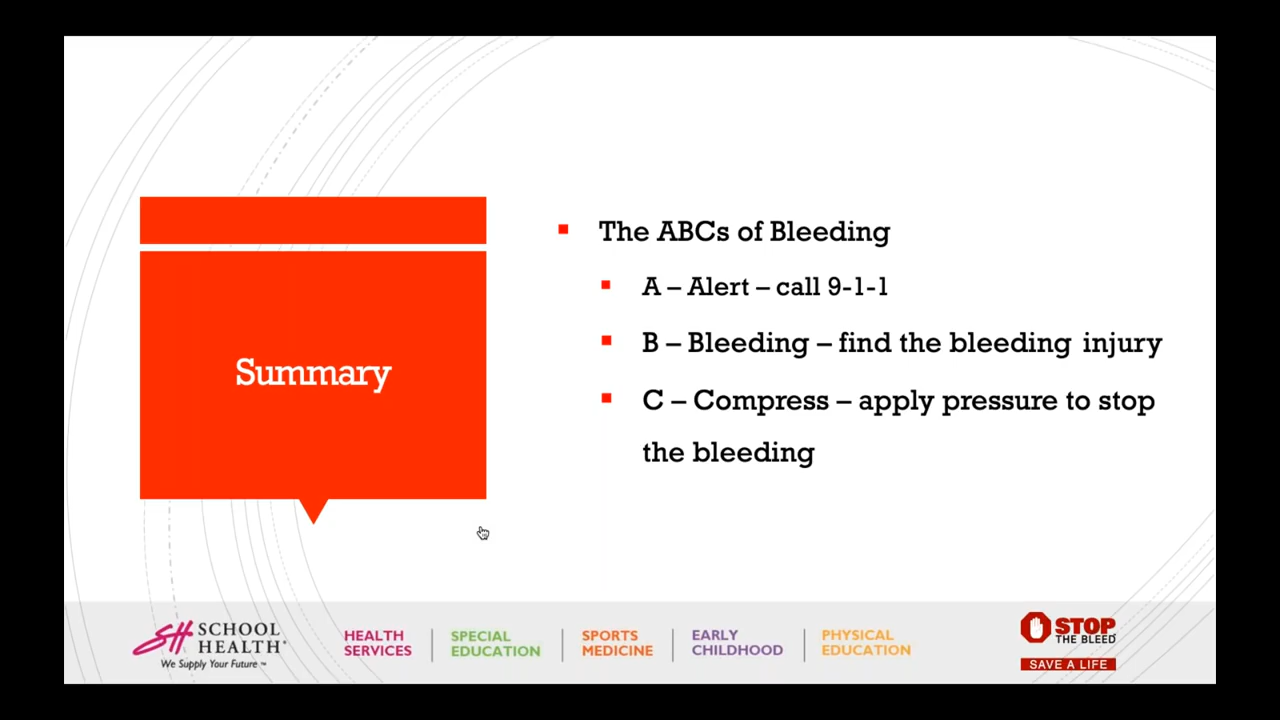 Summary
The ABCs of Bleeding
A – Alert – call 9-1-1
B – Bleeding – find the bleeding injury
C – Compress – apply pressure to stop
the bleeding
SH SCHOOL
HEALTH®
We Supply Your Future ™
HEALTH
SERVICES
SPECIAL
EDUCATION
SPORTS
MEDICINE
EARLY
CHILDHOOD
PHYSICAL
EDUCATION
STOP
THE BLEED
SAVE A LIFE